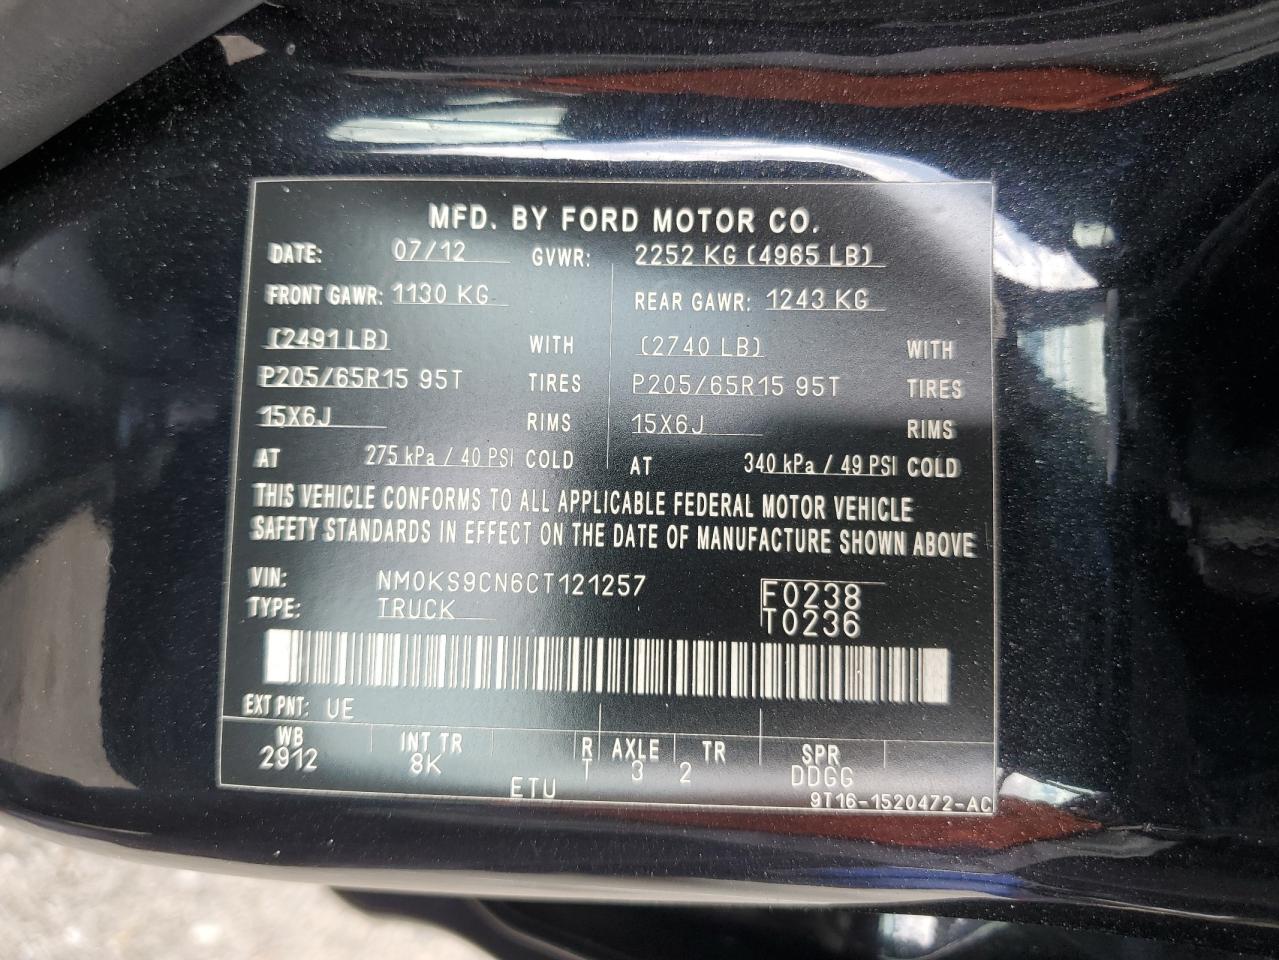 MFD. BY FORD MOTOR CO.
DATE: 07/12 GVWR: 2252 KG (4965 LB)
FRONT GAWR: 1130 KG REAR GAWR: 1243 KG
(2491 LB) WITH (2740 LB) WITH
P205/65R15 95T TIRES P205/65R15 95T TIRES
15X6J RIMS 15X6J RIMS
AT 275 kPa / 40 PSI COLD AT 340 kPa / 49 PSI COLD
THIS VEHICLE CONFORMS TO ALL APPLICABLE FEDERAL MOTOR VEHICLE
SAFETY STANDARDS IN EFFECT ON THE DATE OF MANUFACTURE SHOWN ABOVE
VIN: NM0KS9CN6CT121257 F0238
TYPE: TRUCK T0236
EXT PNT: UE
WB INT TR R AXLE TR SPR
2912 8K T 3 2 DDGG
ETU 9T16-1520472-AC